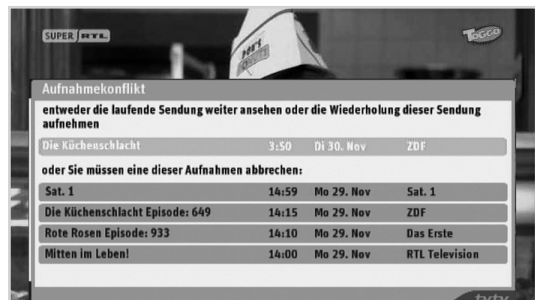 SUPER RTL
TOGGO
Aufnahmekonflikt
entweder die laufende Sendung weiter ansehen oder die Wiederholung dieser Sendung
aufnehmen
Die Küchenschlacht 3:50 Di 30. Nov ZDF
oder Sie müssen eine dieser Aufnahmen abbrechen:
Sat. 1 14:59 Mo 29. Nov Sat. 1
Die Küchenschlacht Episode: 649 14:15 Mo 29. Nov ZDF
Rote Rosen Episode: 933 14:10 Mo 29. Nov Das Erste
Mitten im Leben! 14:00 Mo 29. Nov RTL Television
tvtv